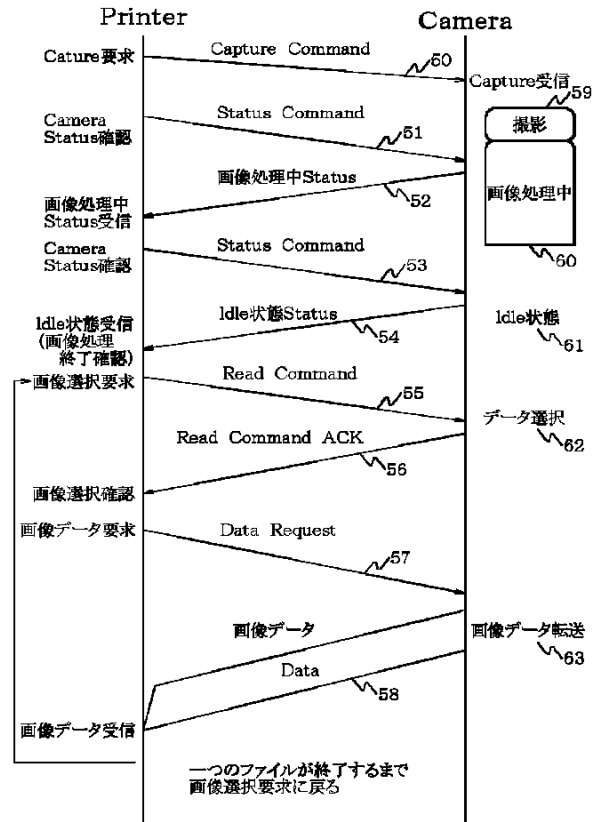 Printer
Camera
Cature要求
Capture Command
50
Capture受信
59
Camera
Status確認
Status Command
51
撮影
画像処理中Status
52
画像処理中
画像処理中
Status受信
60
Camera
Status確認
Status Command
53
Idle状態受信
(画像処理
終了確認)
Idle状態Status
54
Idle状態
61
画像選択要求
Read Command
55
データ選択
62
Read Command ACK
56
画像選択確認
画像データ要求
Data Request
57
画像データ
画像データ転送
63
Data
58
画像データ受信
一つのファイルが終了するまで
画像選択要求に戻る